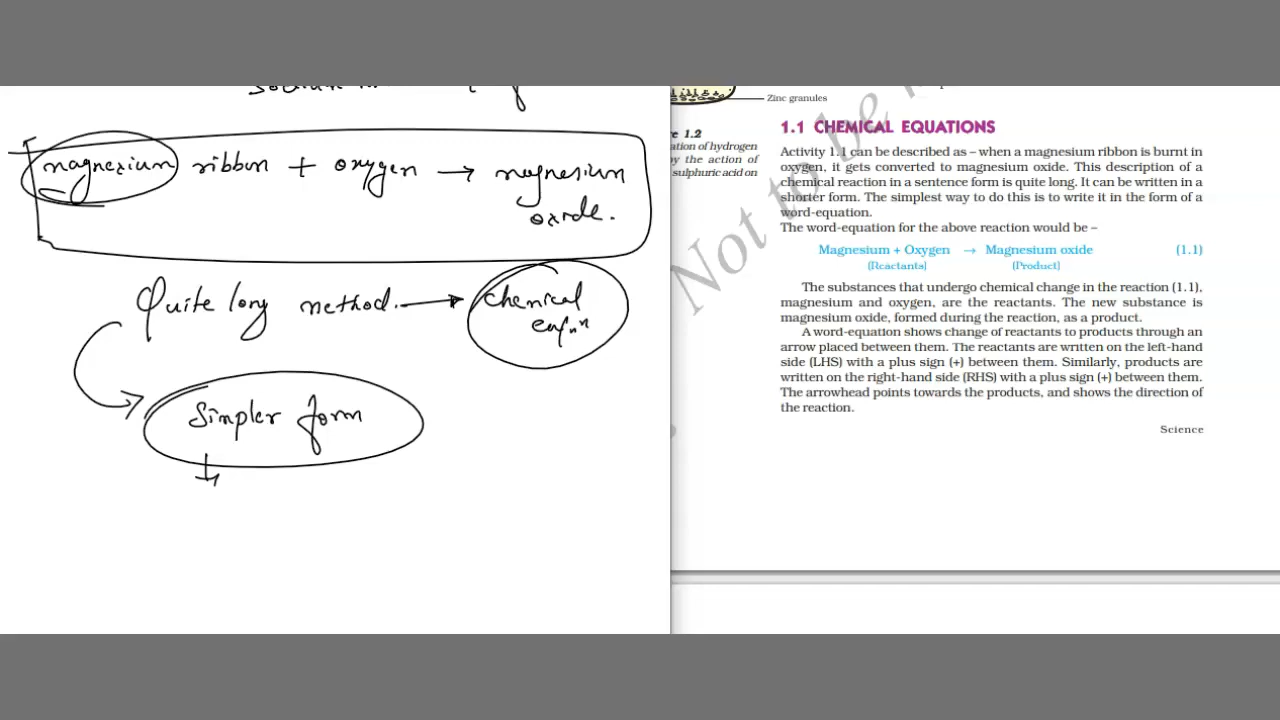 magnesium ribbon + oxygen → magnesium
oxide.
Quite long method. → Chemical
eqnn
Simpler form
Zinc granules
re 1.2
ation of hydrogen
by the action of
sulphuric acid on
1.1 CHEMICAL EQUATIONS
Activity 1.1 can be described as – when a magnesium ribbon is burnt in
oxygen, it gets converted to magnesium oxide. This description of a
chemical reaction in a sentence form is quite long. It can be written in a
shorter form. The simplest way to do this is to write it in the form of a
word-equation.
The word-equation for the above reaction would be –
Magnesium + Oxygen → Magnesium oxide (1.1)
(Reactants) (Product)
The substances that undergo chemical change in the reaction (1.1),
magnesium and oxygen, are the reactants. The new substance is
magnesium oxide, formed during the reaction, as a product.
A word-equation shows change of reactants to products through an
arrow placed between them. The reactants are written on the left-hand
side (LHS) with a plus sign (+) between them. Similarly, products are
written on the right-hand side (RHS) with a plus sign (+) between them.
The arrowhead points towards the products, and shows the direction of
the reaction.
Science
Not to be